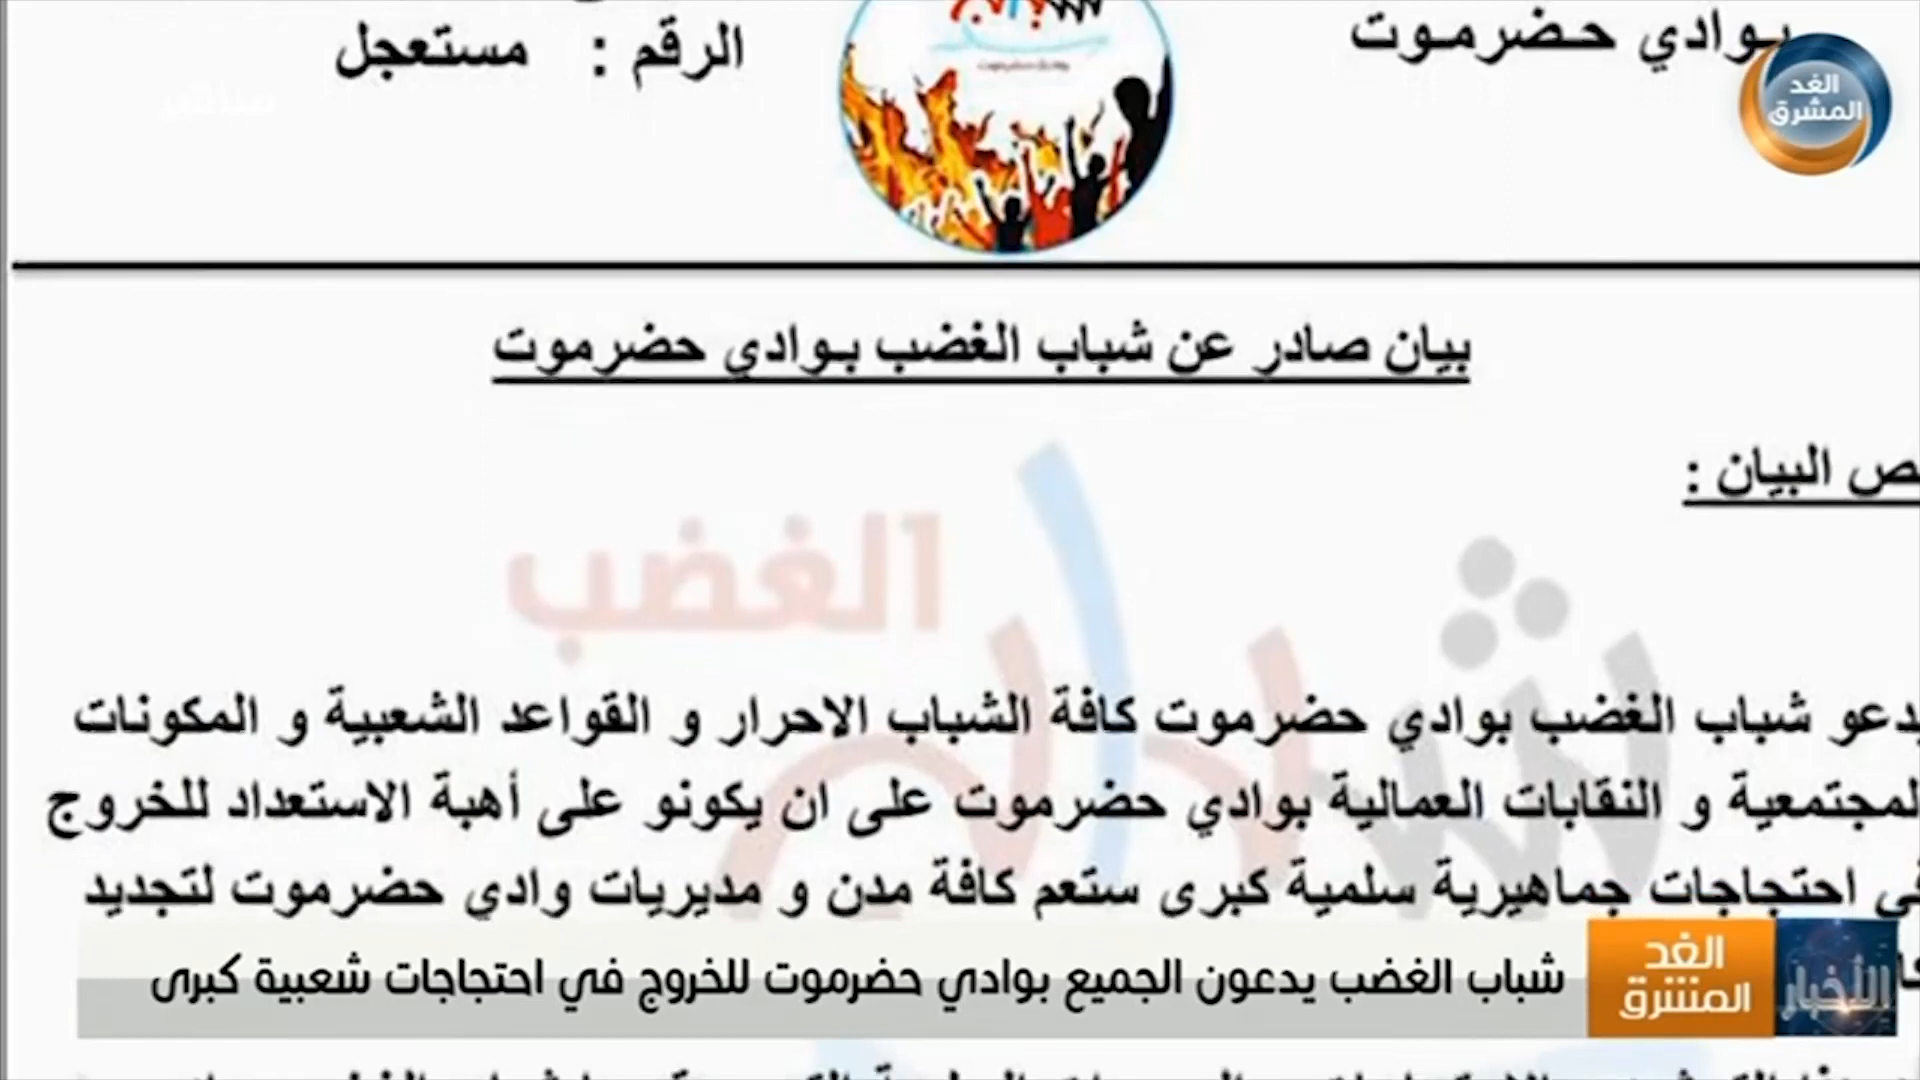 بوادي حضرموت
الرقم : مستعجل
الغد
المشرق
بيان صادر عن شباب الغضب بوادي حضرموت
البيان :
شباب
الغضب
شباب الغضب بوادي حضرموت كافة الشباب الاحرار و القواعد الشعبية و المكونات
المجتمعية و النقابات العمالية بوادي حضرموت على ان يكونو على أهبة الاستعداد للخروج
في احتجاجات جماهيرية سلمية كبرى ستعم كافة مدن و مديريات وادي حضرموت لتجديد
الأخبار
الغد
المشرق
شباب الغضب يدعون الجميع بوادي حضرموت للخروج في احتجاجات شعبية كبرى